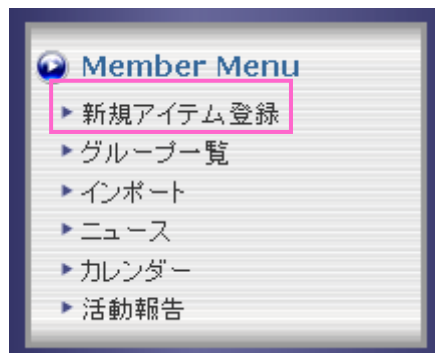 Member Menu
新規アイテム登録
グループ一覧
インポート
ニュース
カレンダー
活動報告